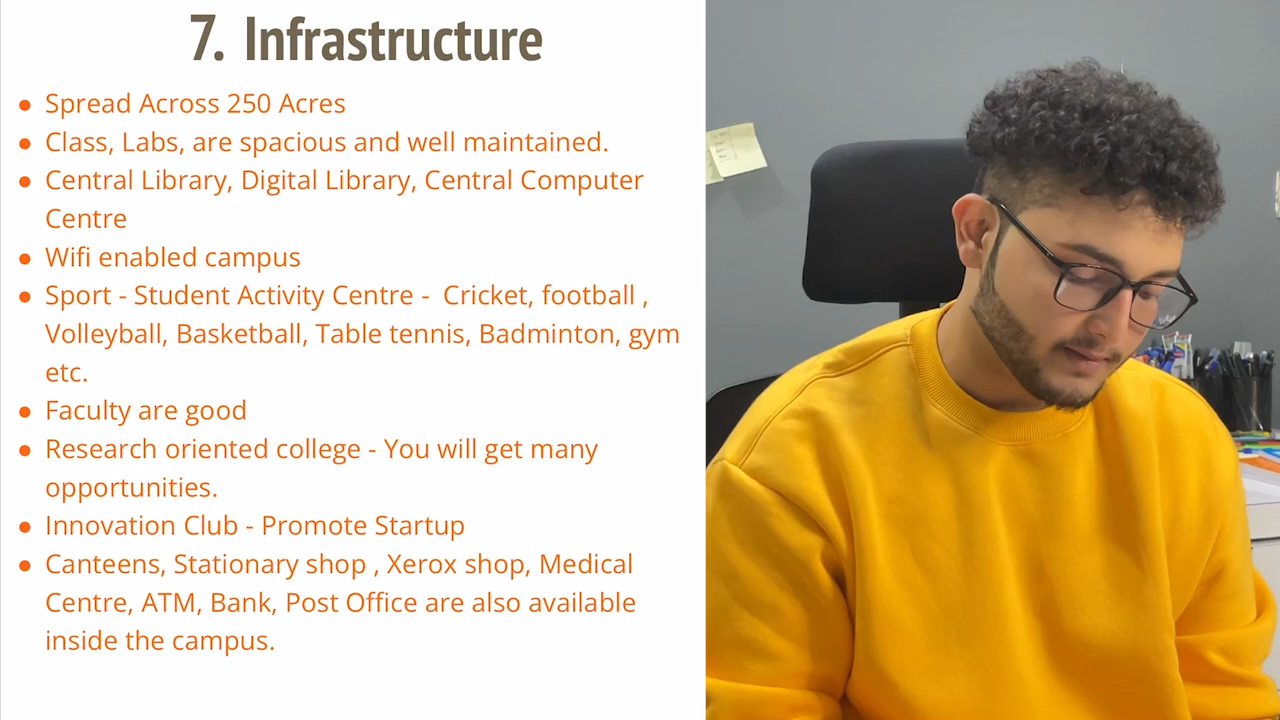 7. Infrastructure
● Spread Across 250 Acres
● Class, Labs, are spacious and well maintained.
● Central Library, Digital Library, Central Computer
Centre
● Wifi enabled campus
● Sport - Student Activity Centre - Cricket, football ,
Volleyball, Basketball, Table tennis, Badminton, gym
etc.
● Faculty are good
● Research oriented college - You will get many
opportunities.
● Innovation Club - Promote Startup
● Canteens, Stationary shop , Xerox shop, Medical
Centre, ATM, Bank, Post Office are also available
inside the campus.